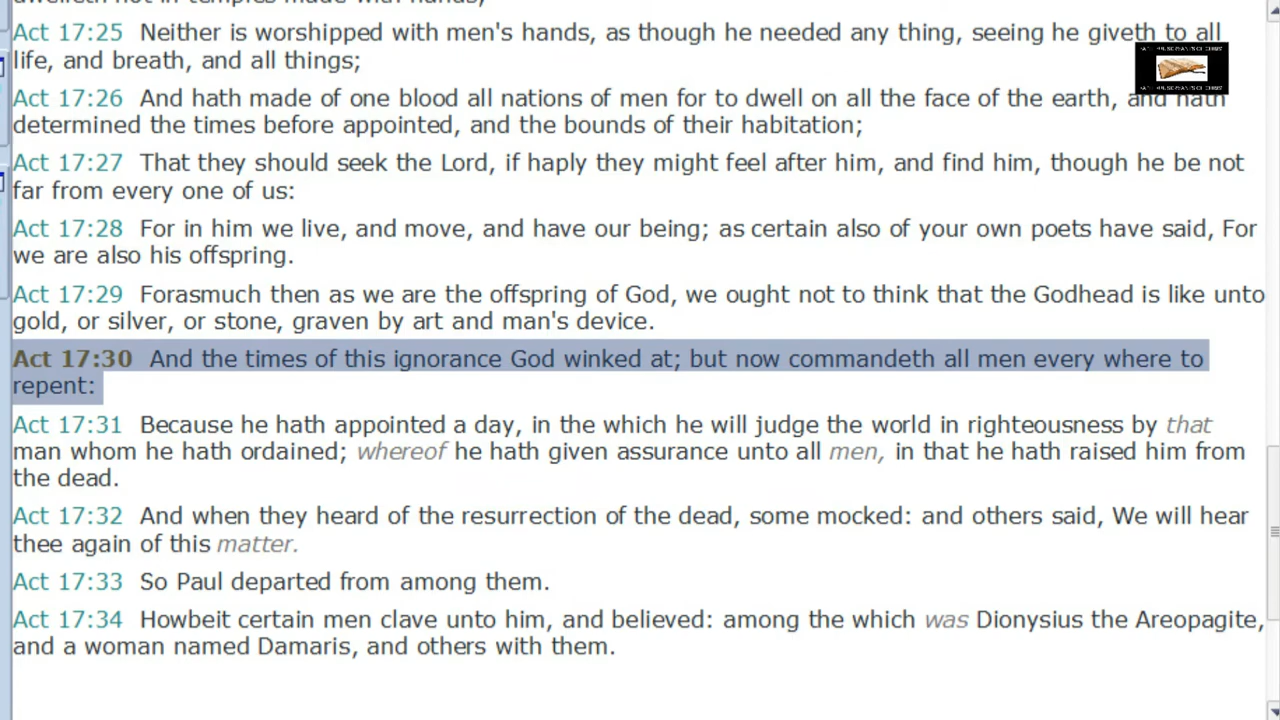 dwelleth not in temples made with hands;
Act 17:25 Neither is worshipped with men's hands, as though he needed any thing, seeing he giveth to all
life, and breath, and all things;
Act 17:26 And hath made of one blood all nations of men for to dwell on all the face of the earth, and hath
determined the times before appointed, and the bounds of their habitation;
Act 17:27 That they should seek the Lord, if haply they might feel after him, and find him, though he be not
far from every one of us:
Act 17:28 For in him we live, and move, and have our being; as certain also of your own poets have said, For
we are also his offspring.
Act 17:29 Forasmuch then as we are the offspring of God, we ought not to think that the Godhead is like unto
gold, or silver, or stone, graven by art and man's device.
Act 17:30 And the times of this ignorance God winked at; but now commandeth all men every where to
repent:
Act 17:31 Because he hath appointed a day, in the which he will judge the world in righteousness by that
man whom he hath ordained; whereof he hath given assurance unto all men, in that he hath raised him from
the dead.
Act 17:32 And when they heard of the resurrection of the dead, some mocked: and others said, We will hear
thee again of this matter.
Act 17:33 So Paul departed from among them.
Act 17:34 Howbeit certain men clave unto him, and believed: among the which was Dionysius the Areopagite,
and a woman named Damaris, and others with them.